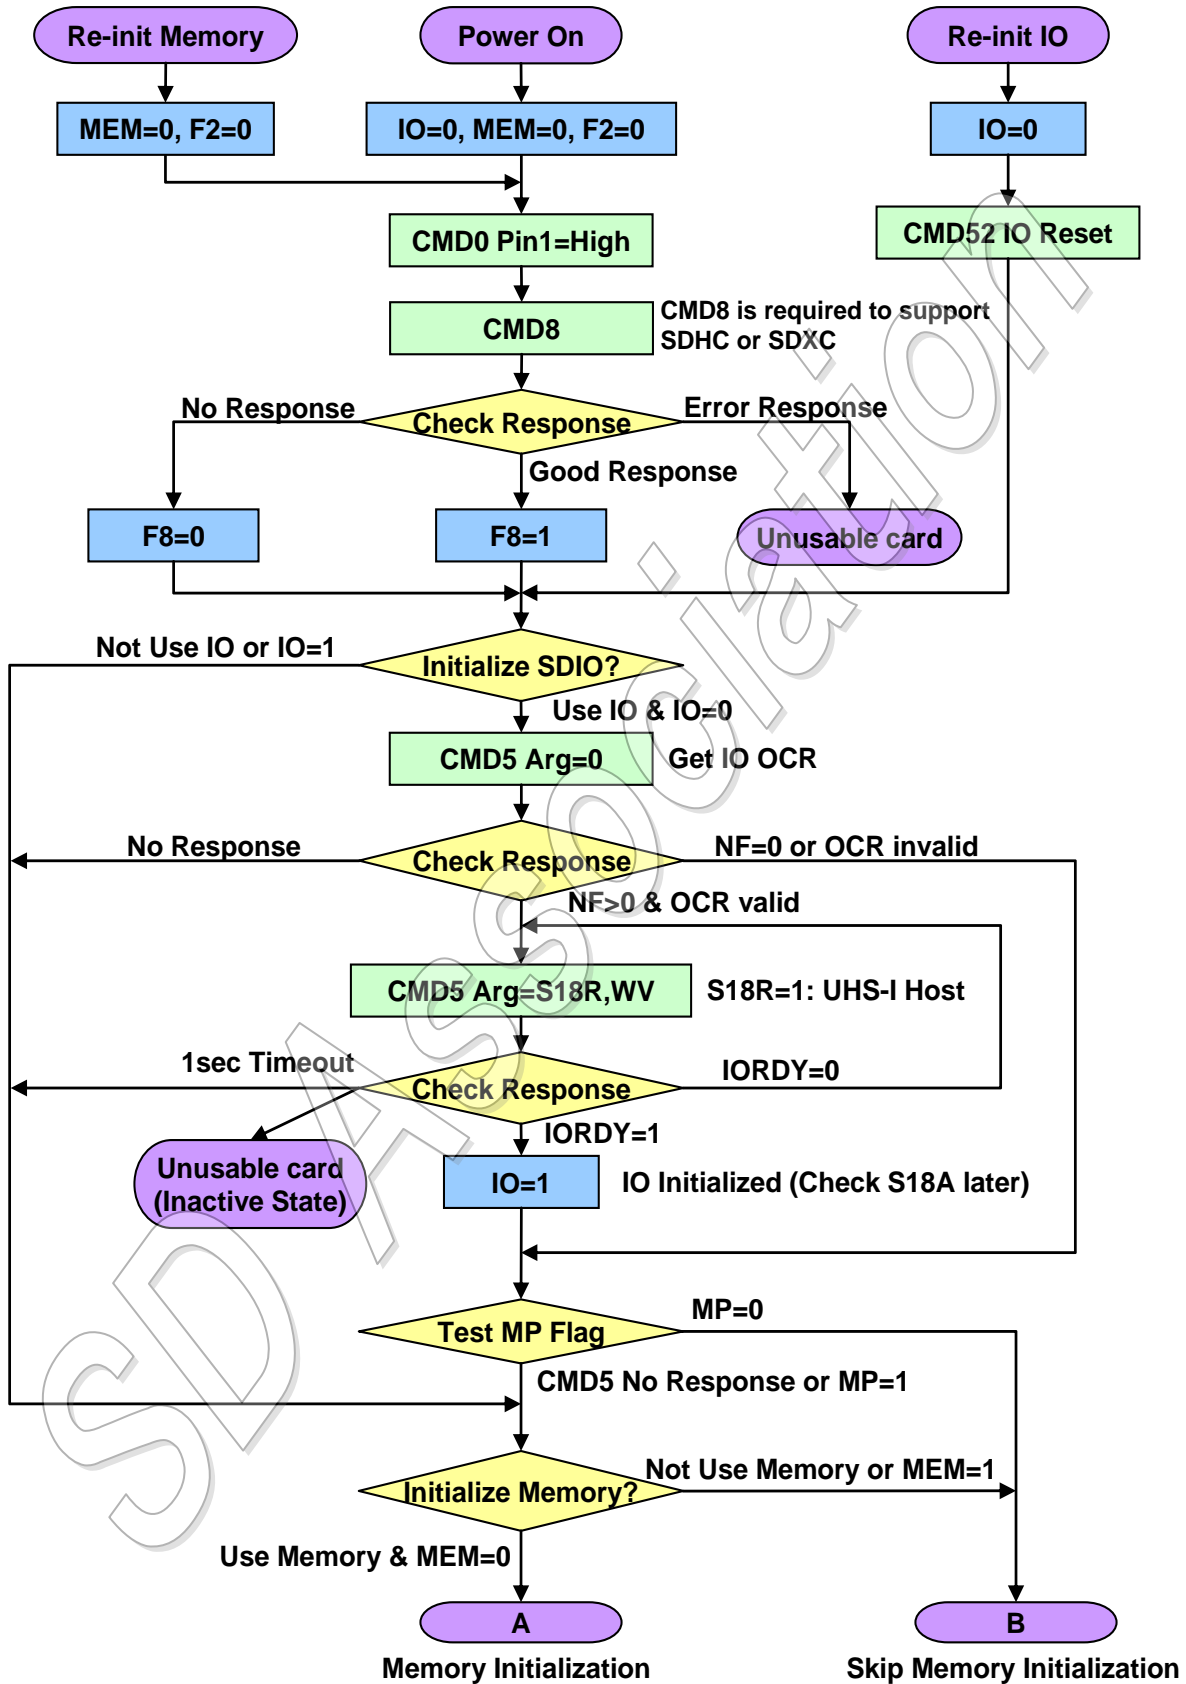 Re-init Memory
Power On
Re-init IO
MEM=0, F2=0
IO=0, MEM=0, F2=0
IO=0
CMD0 Pin1=High
CMD52 IO Reset
CMD8
CMD8 is required to support
SDHC or SDXC
No Response
Check Response
Error Response
Good Response
F8=0
F8=1
Unusable card
Not Use IO or IO=1
Initialize SDIO?
Use IO & IO=0
CMD5 Arg=0
Get IO OCR
No Response
Check Response
NF=0 or OCR invalid
NF>0 & OCR valid
CMD5 Arg=S18R,WV
S18R=1: UHS-I Host
1sec Timeout
Check Response
IORDY=0
IORDY=1
Unusable card
(Inactive State)
IO=1
IO Initialized (Check S18A later)
MP=0
Test MP Flag
CMD5 No Response or MP=1
Not Use Memory or MEM=1
Initialize Memory?
Use Memory & MEM=0
A
B
Memory Initialization
Skip Memory Initialization
SD Association